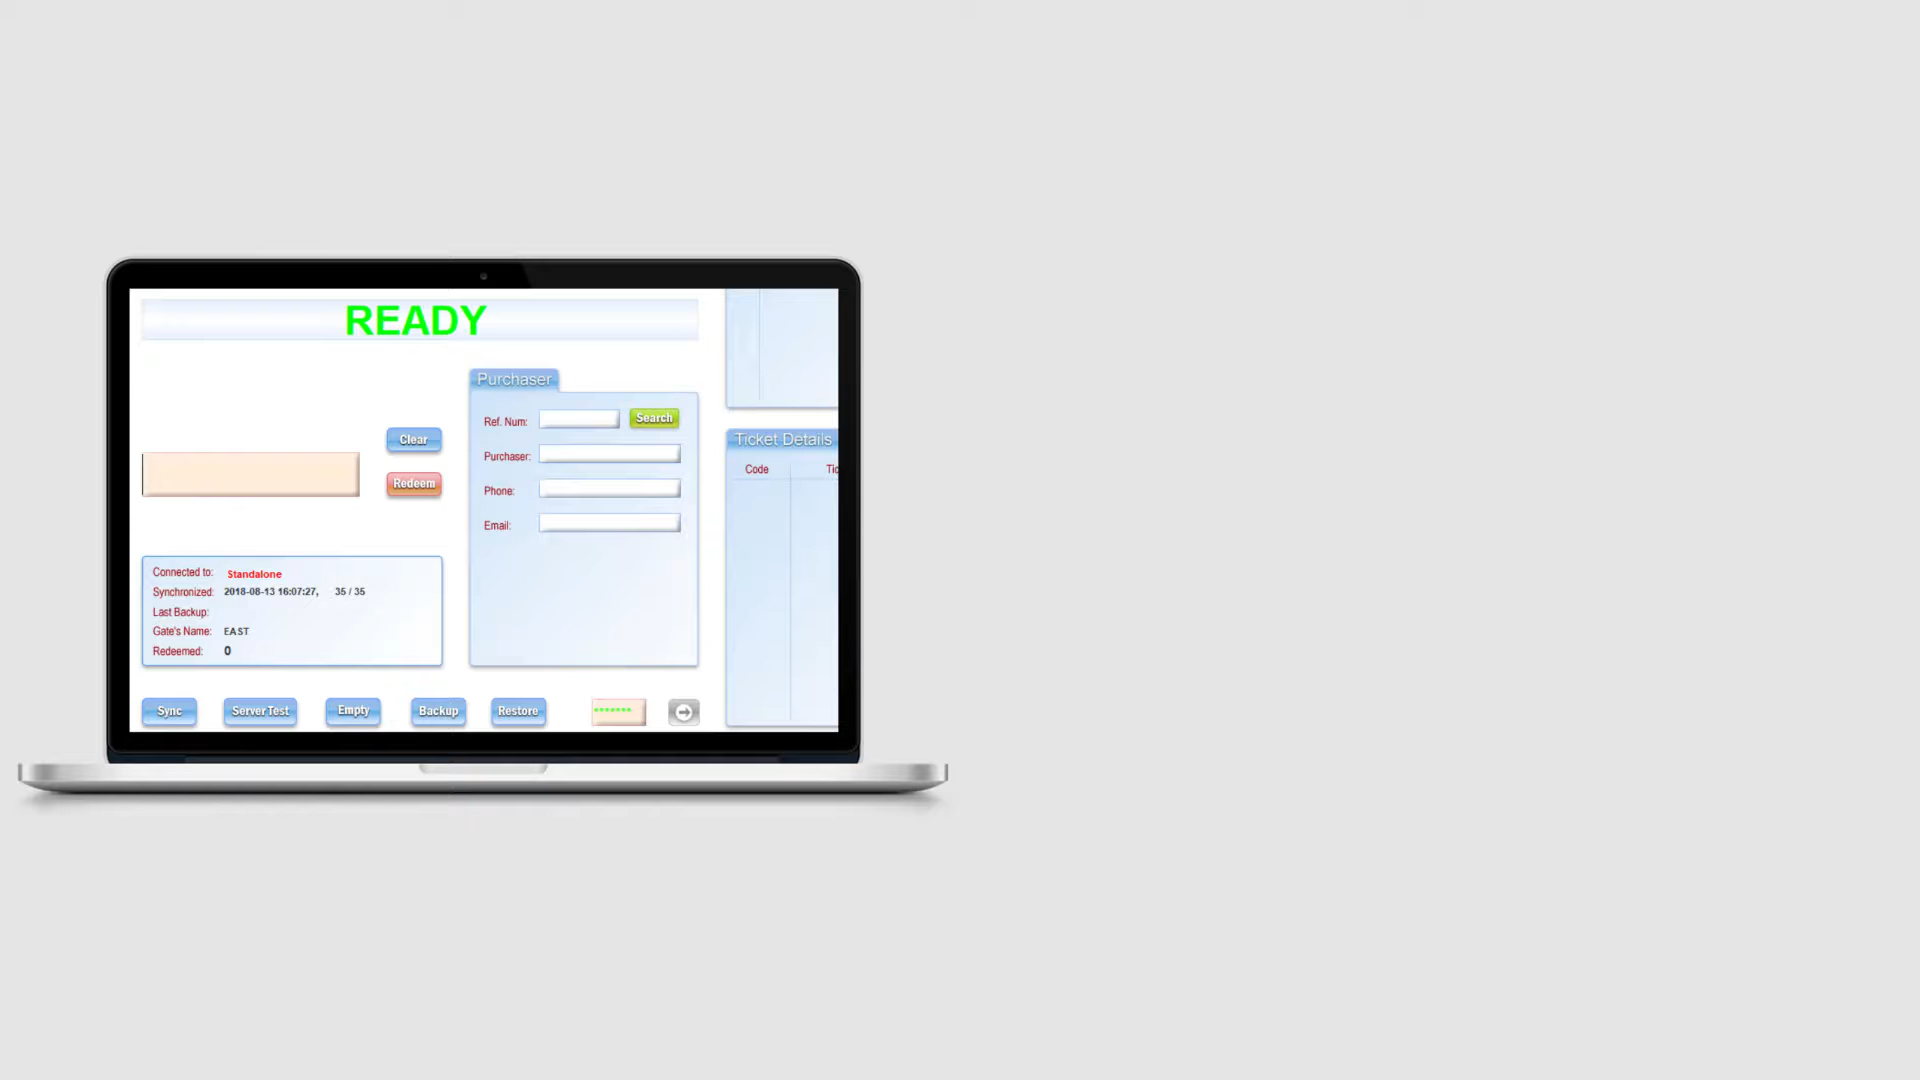 READY
Purchaser
Ref. Num:
Search
Purchaser:
Phone:
Email:
Clear
Redeem
Connected to: Standalone
Synchronized: 2018-08-13 16:07:27, 35 / 35
Last Backup:
Gate's Name: EAST
Redeemed: 0
Sync
Server Test
Empty
Backup
Restore
*******
Ticket Details
Code